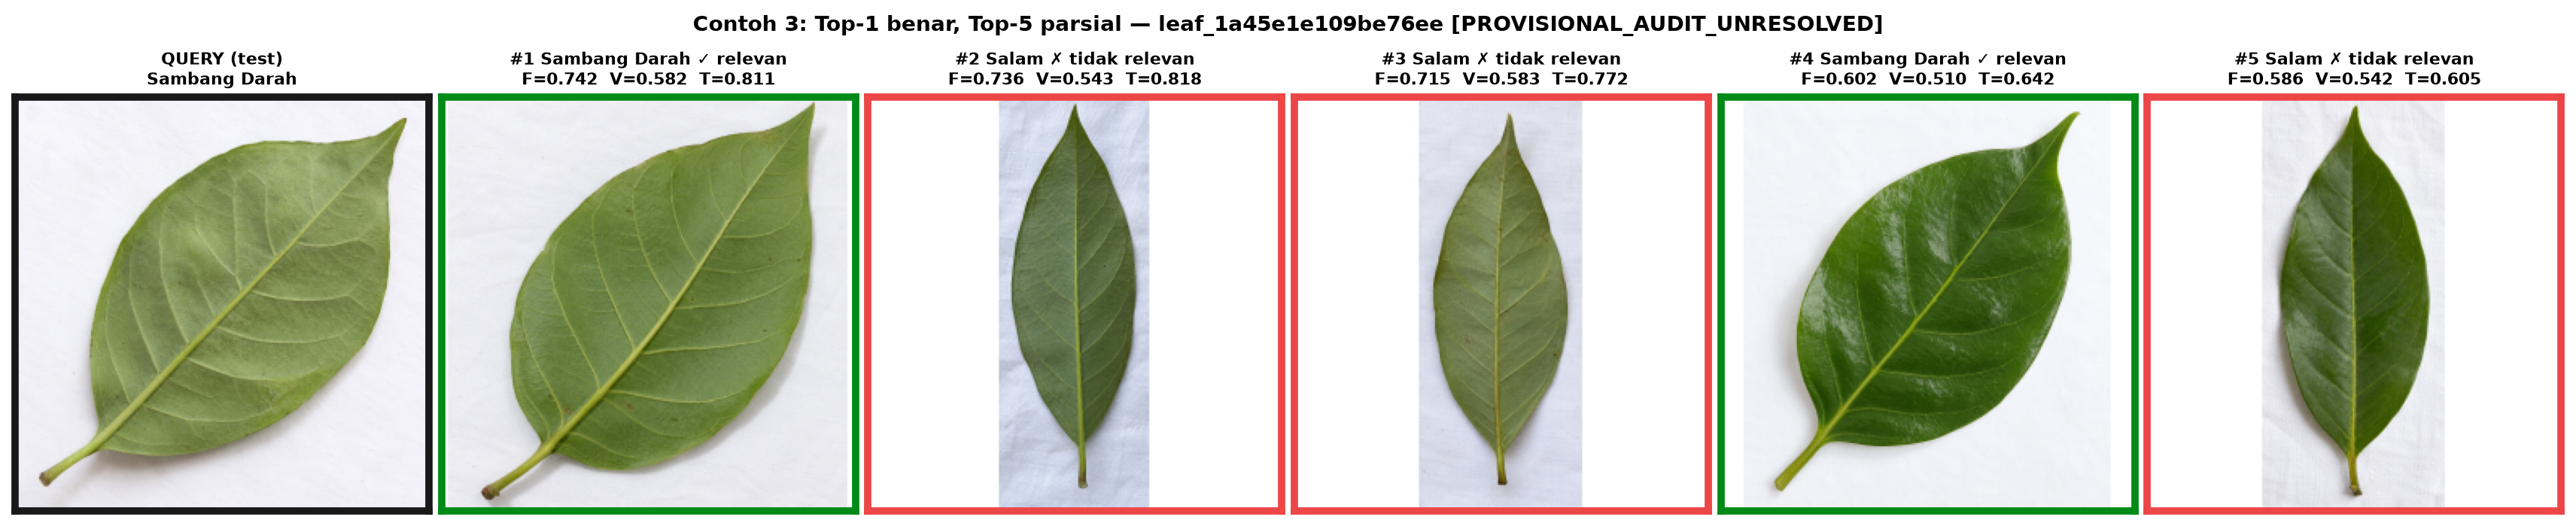 Contoh 3: Top-1 benar, Top-5 parsial — leaf_1a45e1e109be76ee [PROVISIONAL_AUDIT_UNRESOLVED]
QUERY (test)
Sambang Darah
#1 Sambang Darah ✓ relevan
F=0.742 V=0.582 T=0.811
#2 Salam ✗ tidak relevan
F=0.736 V=0.543 T=0.818
#3 Salam ✗ tidak relevan
F=0.715 V=0.583 T=0.772
#4 Sambang Darah ✓ relevan
F=0.602 V=0.510 T=0.642
#5 Salam ✗ tidak relevan
F=0.586 V=0.542 T=0.605